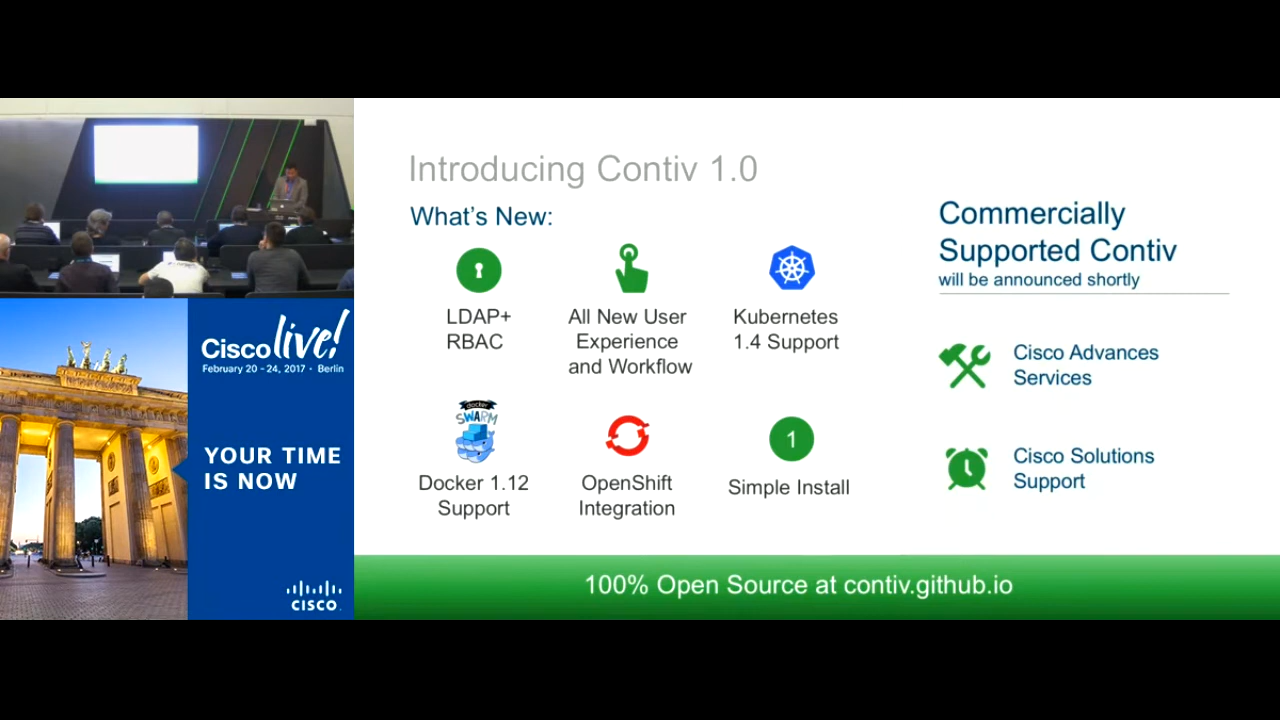 Introducing Contiv 1.0
What's New:
LDAP+
RBAC
All New User
Experience
and Workflow
Kubernetes
1.4 Support
docker
SWARM
Docker 1.12
Support
OpenShift
Integration
1
Simple Install
Commercially
Supported Contiv
will be announced shortly
Cisco Advances
Services
Cisco Solutions
Support
100% Open Source at contiv.github.io
Cisco live!
February 20 - 24, 2017 • Berlin
YOUR TIME
IS NOW
CISCO